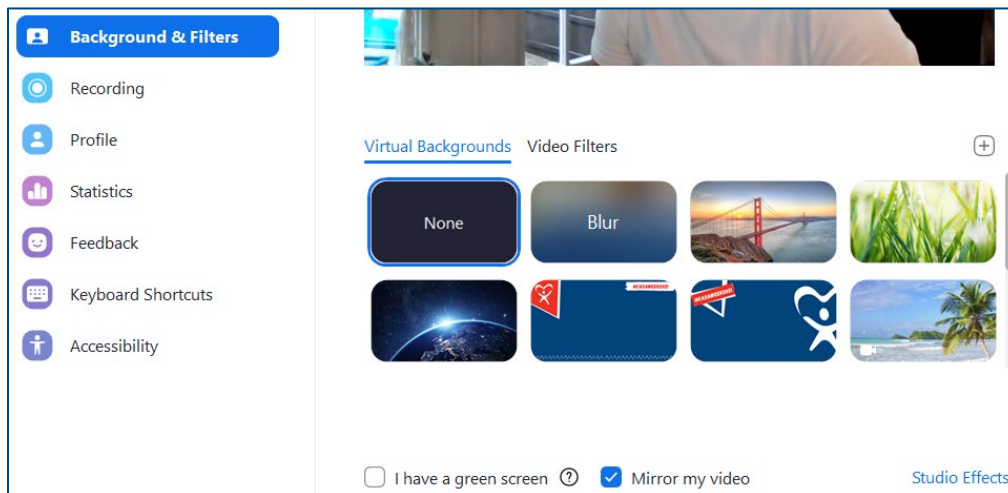 Background & Filters
Recording
Profile
Statistics
Feedback
Keyboard Shortcuts
Accessibility
Virtual Backgrounds Video Filters
None
Blur
#CASAWEEK2021
I have a green screen
Mirror my video
Studio Effects